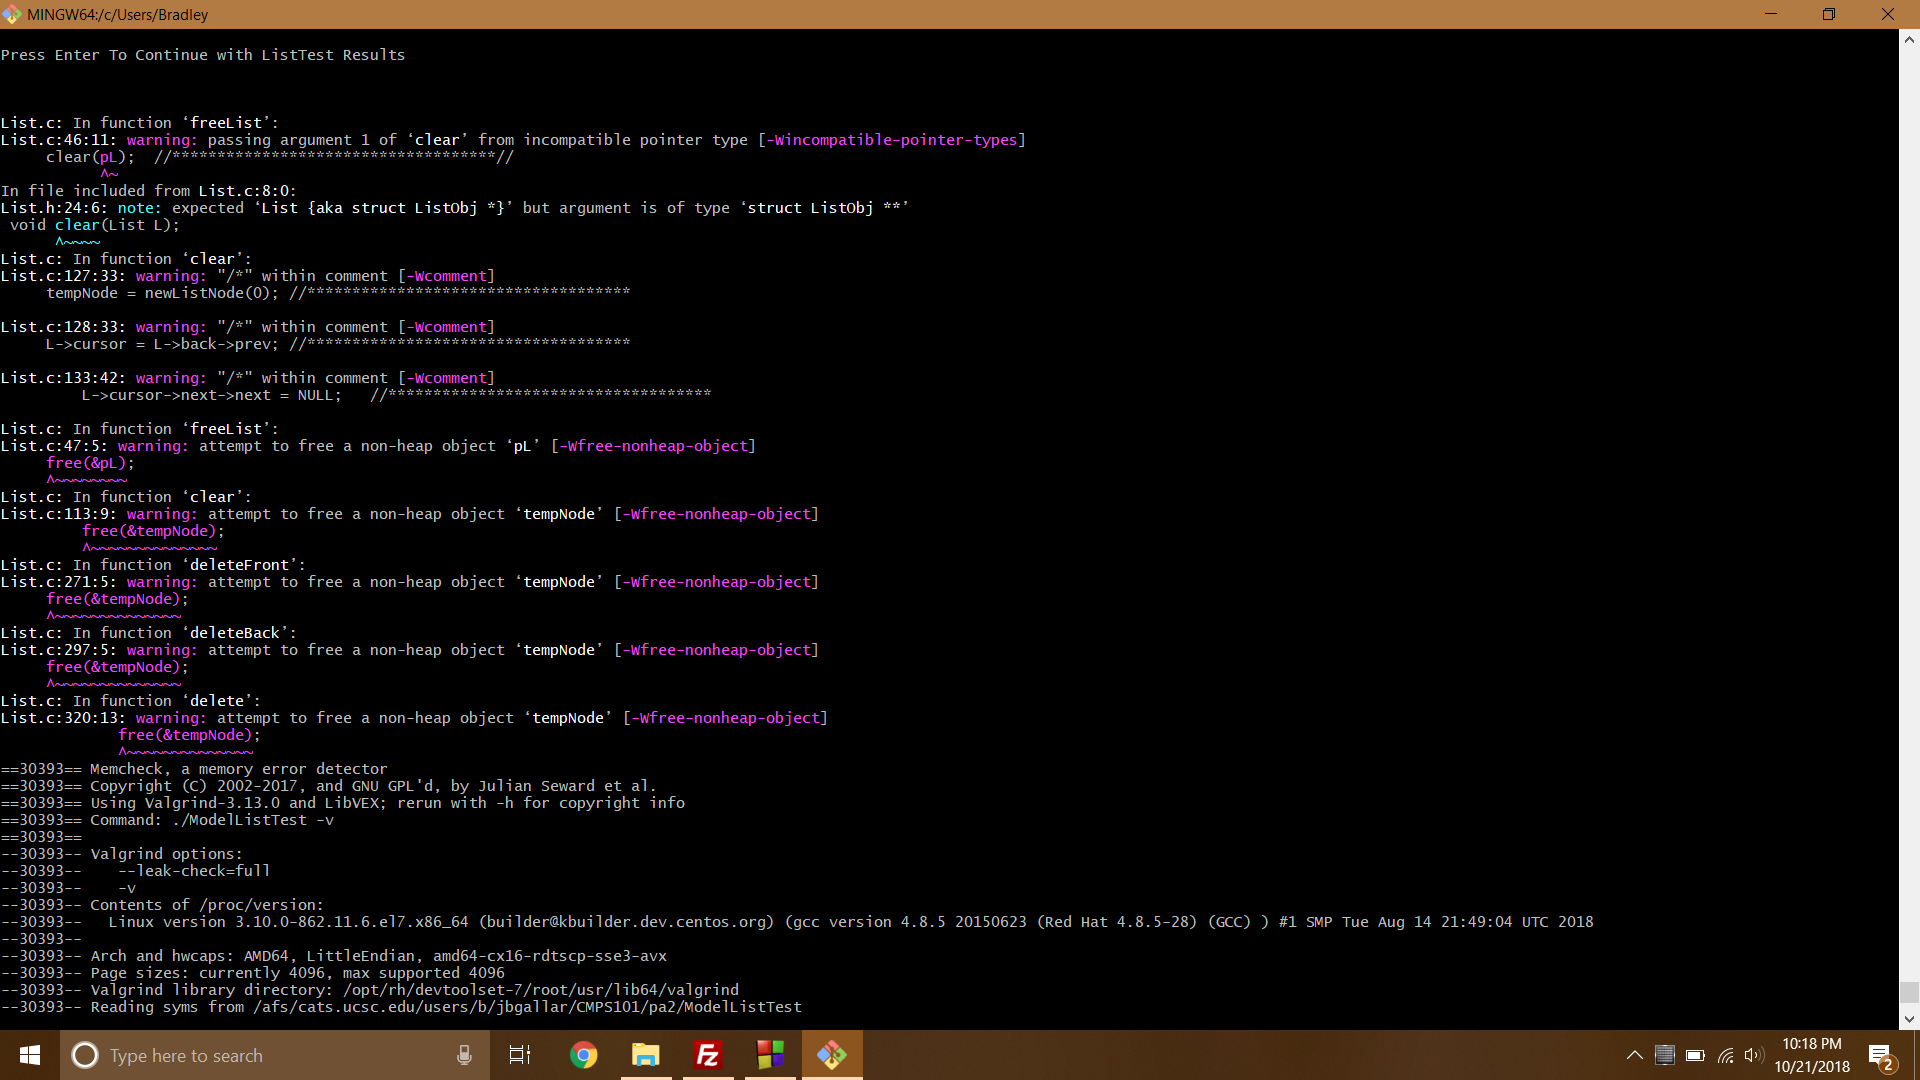 MINGW64:/c/Users/Bradley
Press Enter To Continue with ListTest Results
List.c: In function ‘freeList’:
List.c:46:11: warning: passing argument 1 of ‘clear’ from incompatible pointer type [-Wincompatible-pointer-types]
     clear(pL);  //************************************//
           ^~
In file included from List.c:8:0:
List.h:24:6: note: expected ‘List {aka struct ListObj *}’ but argument is of type ‘struct ListObj **’
 void clear(List L);
      ^~~~~
List.c: In function ‘clear’:
List.c:127:33: warning: "/*" within comment [-Wcomment]
     tempNode = newListNode(0); //************************************
List.c:128:33: warning: "/*" within comment [-Wcomment]
     L->cursor = L->back->prev; //************************************
List.c:133:42: warning: "/*" within comment [-Wcomment]
         L->cursor->next->next = NULL;   //************************************
List.c: In function ‘freeList’:
List.c:47:5: warning: attempt to free a non-heap object ‘pL’ [-Wfree-nonheap-object]
     free(&pL);
     ^~~~~~~~~
List.c: In function ‘clear’:
List.c:113:9: warning: attempt to free a non-heap object ‘tempNode’ [-Wfree-nonheap-object]
         free(&tempNode);
         ^~~~~~~~~~~~~~~
List.c: In function ‘deleteFront’:
List.c:271:5: warning: attempt to free a non-heap object ‘tempNode’ [-Wfree-nonheap-object]
     free(&tempNode);
     ^~~~~~~~~~~~~~~
List.c: In function ‘deleteBack’:
List.c:297:5: warning: attempt to free a non-heap object ‘tempNode’ [-Wfree-nonheap-object]
     free(&tempNode);
     ^~~~~~~~~~~~~~~
List.c: In function ‘delete’:
List.c:320:13: warning: attempt to free a non-heap object ‘tempNode’ [-Wfree-nonheap-object]
             free(&tempNode);
             ^~~~~~~~~~~~~~~
==30393== Memcheck, a memory error detector
==30393== Copyright (C) 2002-2017, and GNU GPL'd, by Julian Seward et al.
==30393== Using Valgrind-3.13.0 and LibVEX; rerun with -h for copyright info
==30393== Command: ./ModelListTest -v
==30393==
--30393-- Valgrind options:
--30393--    --leak-check=full
--30393--    -v
--30393-- Contents of /proc/version:
--30393--   Linux version 3.10.0-862.11.6.el7.x86_64 (builder@kbuilder.dev.centos.org) (gcc version 4.8.5 20150623 (Red Hat 4.8.5-28) (GCC) ) #1 SMP Tue Aug 14 21:49:04 UTC 2018
--30393--
--30393-- Arch and hwcaps: AMD64, LittleEndian, amd64-cx16-rdtscp-sse3-avx
--30393-- Page sizes: currently 4096, max supported 4096
--30393-- Valgrind library directory: /opt/rh/devtoolset-7/root/usr/lib64/valgrind
--30393-- Reading syms from /afs/cats.ucsc.edu/users/b/jbgallar/CMPS101/pa2/ModelListTest
Type here to search
Fz
10:18 PM
10/21/2018
2